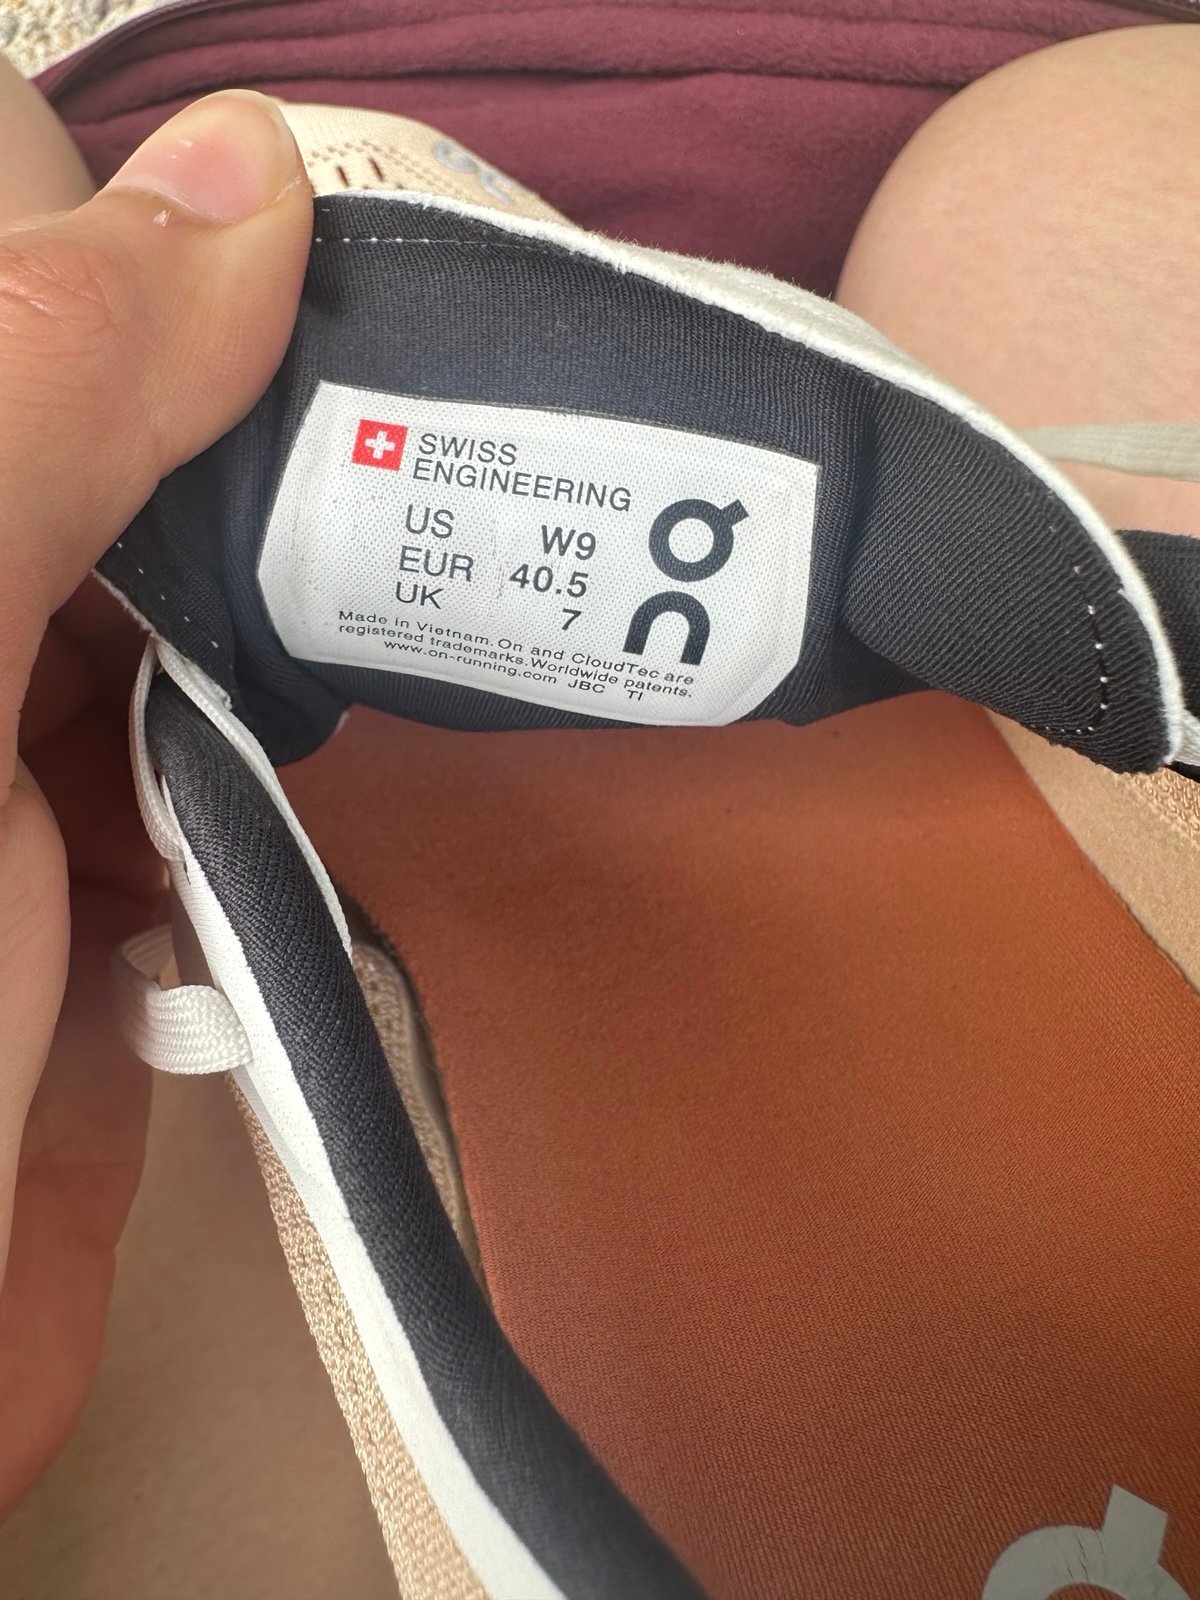 SWISS
ENGINEERING
US W9
EUR 40.5
UK 7
Made in Vietnam. On and CloudTec are
registered trademarks. Worldwide patents.
www.on-running.com JBC TI
On